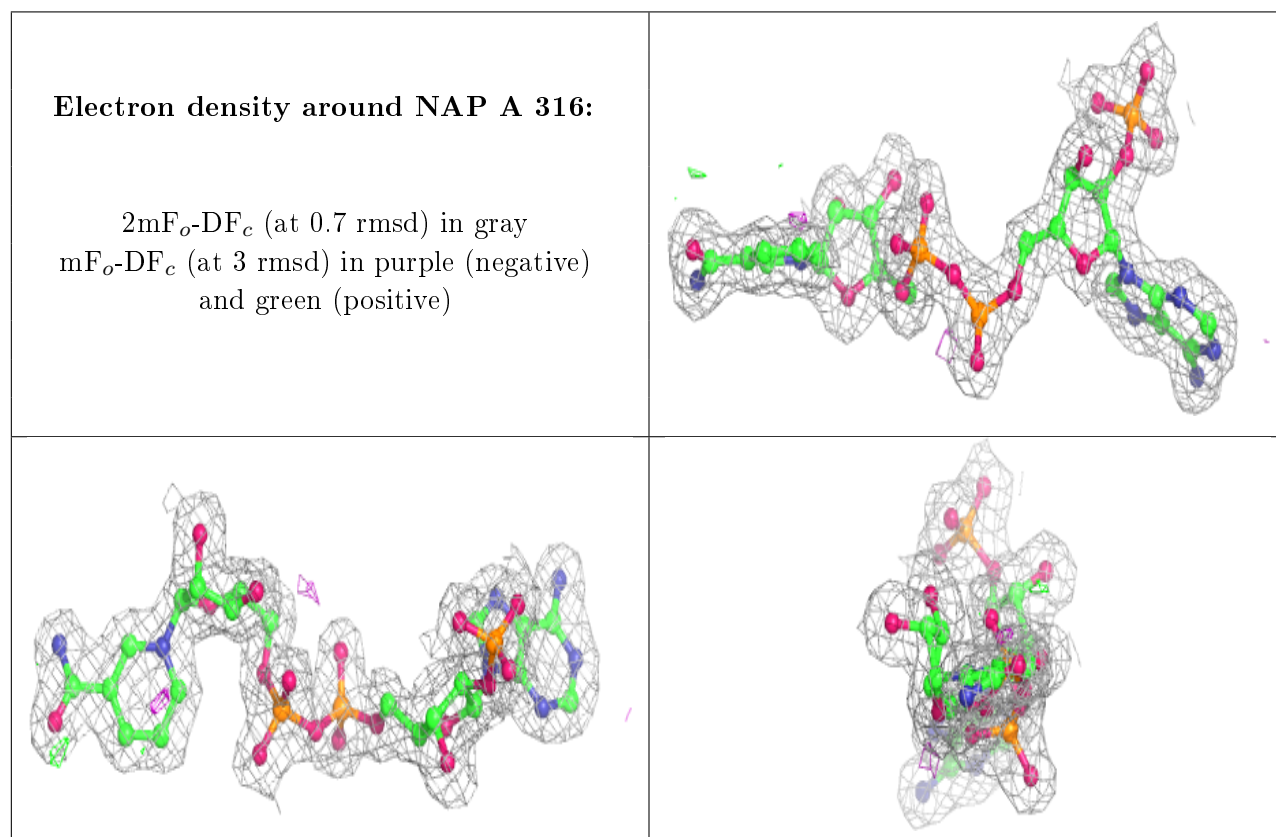 Electron density around NAP A 316:
2mFₒ-DF𝒸 (at 0.7 rmsd) in gray
mFₒ-DF𝒸 (at 3 rmsd) in purple (negative)
and green (positive)